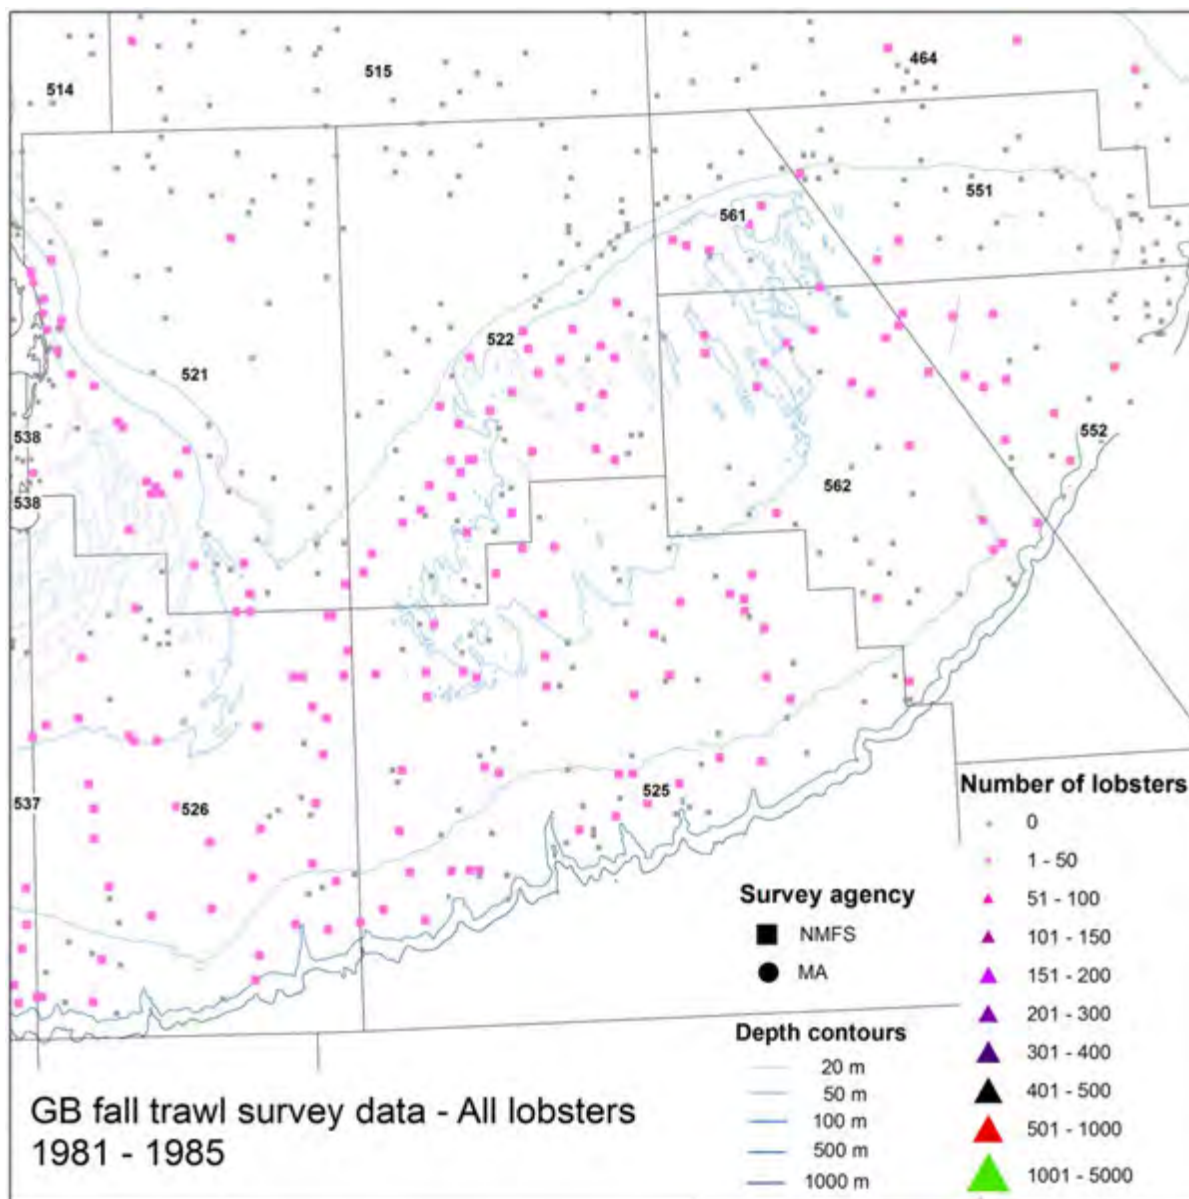 464
515
514
551
561
522
521
538
552
562
538
537
526
525
Number of lobsters
0
1 - 50
51 - 100
101 - 150
151 - 200
201 - 300
301 - 400
401 - 500
501 - 1000
1001 - 5000
Survey agency
NMFS
MA
Depth contours
20 m
50 m
100 m
500 m
1000 m
GB fall trawl survey data - All lobsters
1981 - 1985